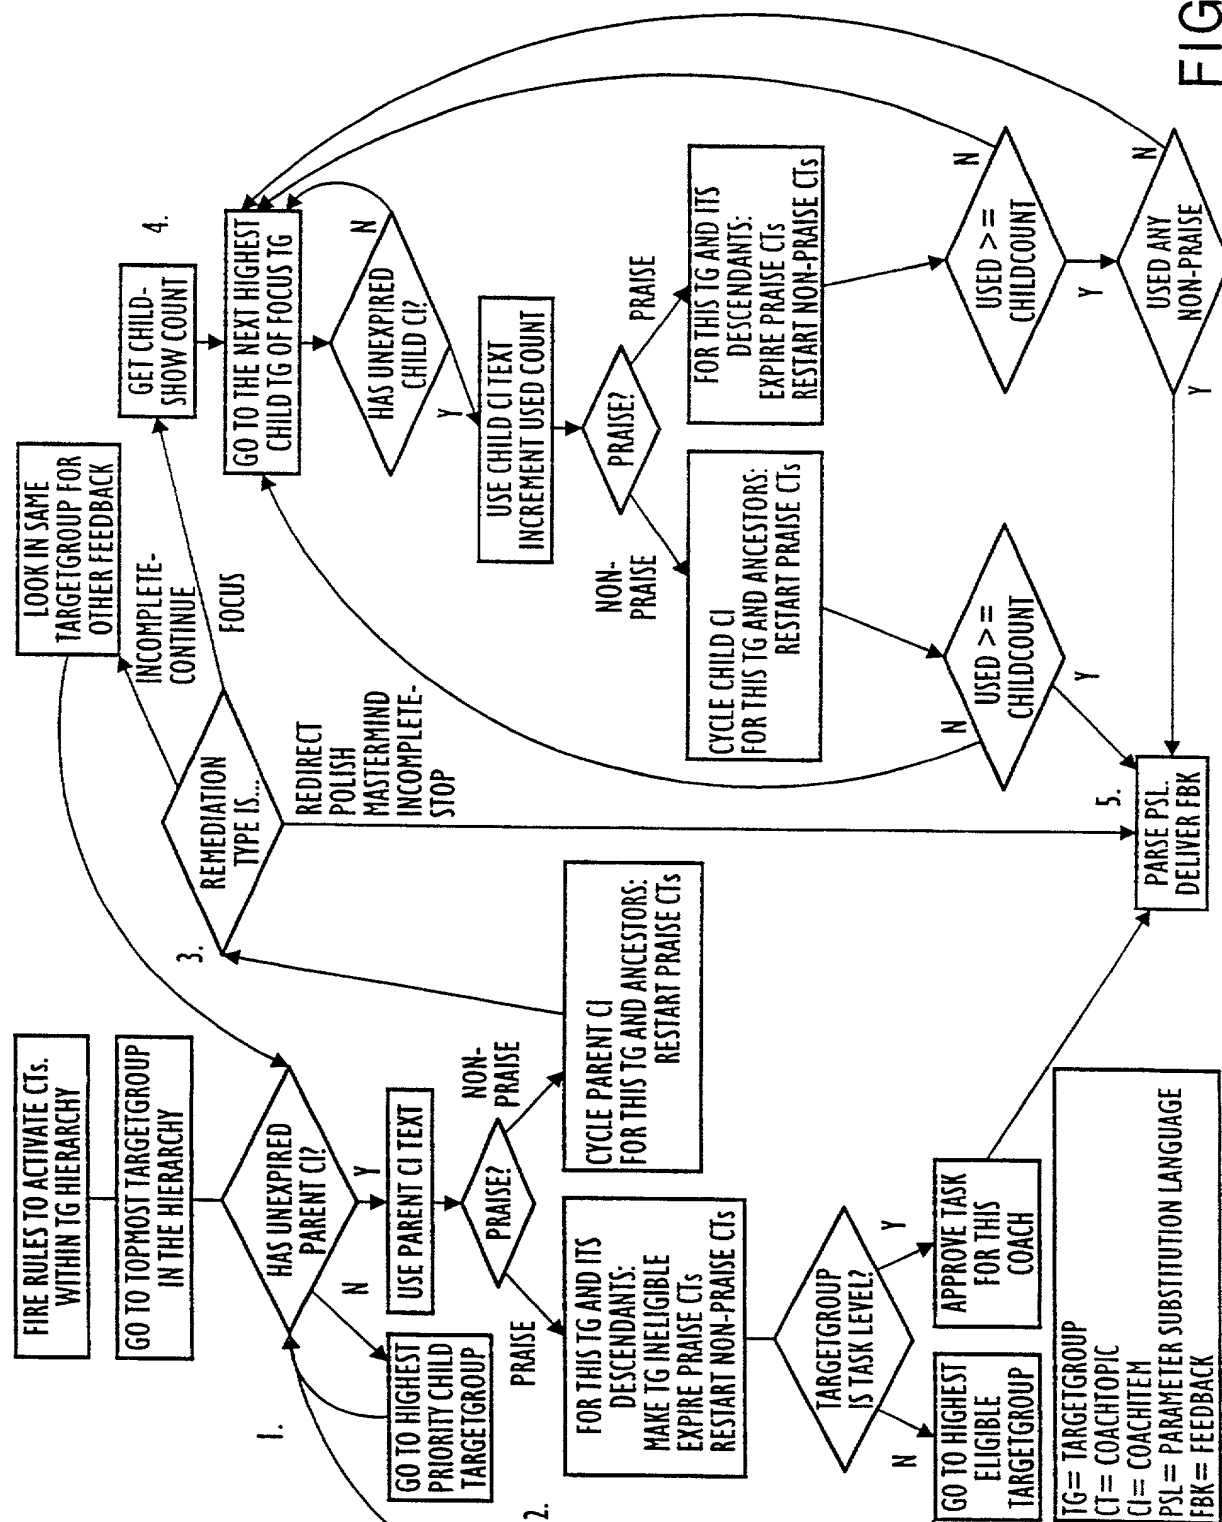 FIRE RULES TO ACTIVATE CTs.
WITHIN TG HIERARCHY
GO TO TOPMOST TARGETGROUP
IN THE HIERARCHY
1.
HAS UNEXPIRED
PARENT CI?
N
Y
GO TO HIGHEST
PRIORITY CHILD
TARGETGROUP
USE PARENT CI TEXT
2.
PRAISE?
PRAISE
NON-
PRAISE
FOR THIS TG AND ITS
DESCENDANTS:
MAKE TG INELIGIBLE
EXPIRE PRAISE CTs
RESTART NON-PRAISE CTs
CYCLE PARENT CI
FOR THIS TG AND ANCESTORS:
RESTART PRAISE CTs
TARGETGROUP
IS TASK LEVEL?
N
Y
GO TO HIGHEST
ELIGIBLE
TARGETGROUP
APPROVE TASK
FOR THIS
COACH
TG= TARGETGROUP
CT= COACHTOPIC
CI= COACHITEM
PSL= PARAMETER SUBSTITUTION LANGUAGE
FBK= FEEDBACK
3.
REMEDIATION
TYPE IS...
LOOK IN SAME
TARGETGROUP FOR
OTHER FEEDBACK
INCOMPLETE-
CONTINUE
FOCUS
REDIRECT
POLISH
MASTERMIND
INCOMPLETE-
STOP
4.
GET CHILD-
SHOW COUNT
GO TO THE NEXT HIGHEST
CHILD TG OF FOCUS TG
HAS UNEXPIRED
CHILD CI?
N
Y
USE CHILD CI TEXT
INCREMENT USED COUNT
PRAISE?
NON-
PRAISE
PRAISE
CYCLE CHILD CI
FOR THIS TG AND ANCESTORS:
RESTART PRAISE CTs
FOR THIS TG AND ITS
DESCENDANTS:
EXPIRE PRAISE CTs
RESTART NON-PRAISE CTs
USED >=
CHILDCOUNT
N
Y
USED >=
CHILDCOUNT
N
Y
USED ANY
NON-PRAISE
N
Y
5.
PARSE PSL.
DELIVER FBK
FIG